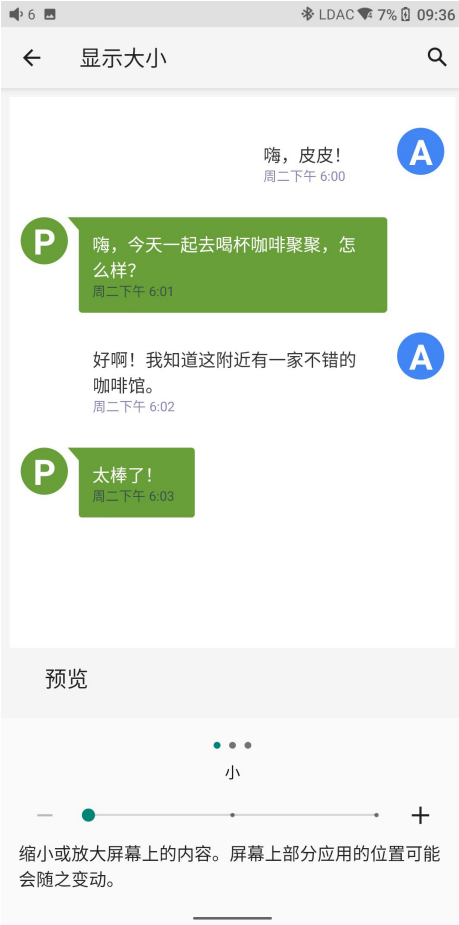 6 LDAC 7% 09:36
显示大小
嗨，皮皮！
周二下午 6:00
A
P
嗨，今天一起去喝杯咖啡聚聚，怎
么样？
周二下午 6:01
好啊！我知道这附近有一家不错的
咖啡馆。
周二下午 6:02
A
P
太棒了！
周二下午 6:03
预览
小
缩小或放大屏幕上的内容。屏幕上部分应用的位置可能
会随之变动。